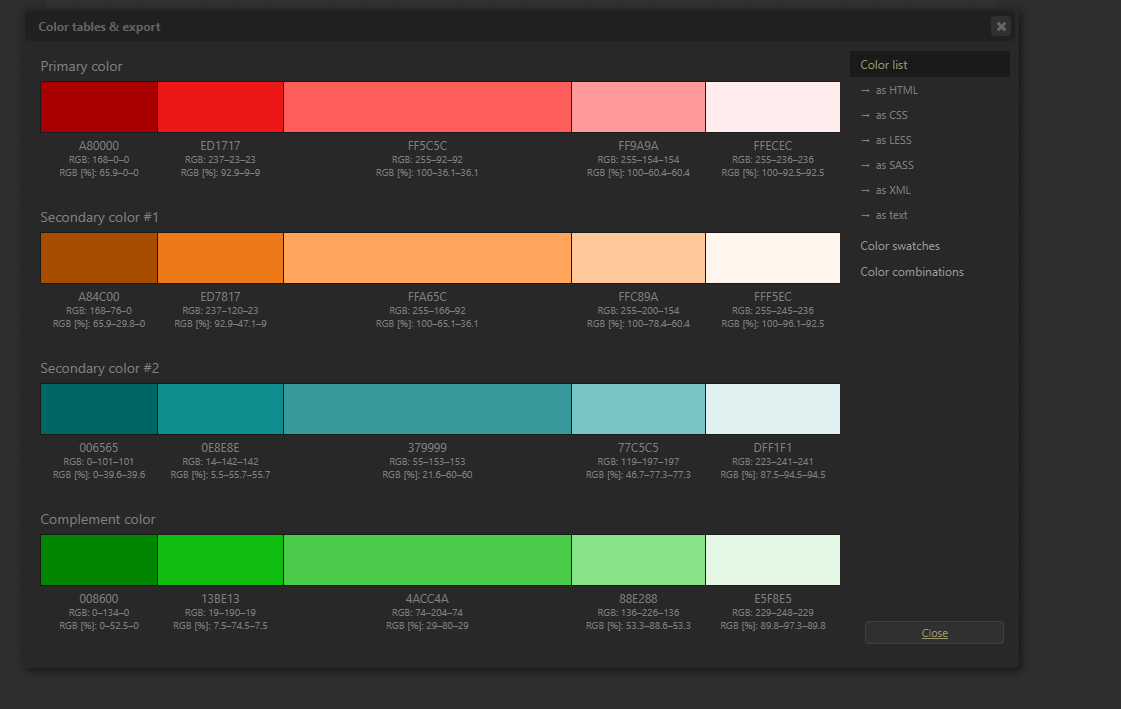 Color tables & export
Primary color
A80000
RGB: 168–0–0
RGB [%]: 65.9–0–0
ED1717
RGB: 237–23–23
RGB [%]: 92.9–9–9
FF5C5C
RGB: 255–92–92
RGB [%]: 100–36.1–36.1
FF9A9A
RGB: 255–154–154
RGB [%]: 100–60.4–60.4
FFECEC
RGB: 255–236–236
RGB [%]: 100–92.5–92.5
Secondary color #1
A84C00
RGB: 168–76–0
RGB [%]: 65.9–29.8–0
ED7817
RGB: 237–120–23
RGB [%]: 92.9–47.1–9
FFA65C
RGB: 255–166–92
RGB [%]: 100–65.1–36.1
FFC89A
RGB: 255–200–154
RGB [%]: 100–78.4–60.4
FFF5EC
RGB: 255–245–236
RGB [%]: 100–96.1–92.5
Secondary color #2
006565
RGB: 0–101–101
RGB [%]: 0–39.6–39.6
0E8E8E
RGB: 14–142–142
RGB [%]: 5.5–55.7–55.7
379999
RGB: 55–153–153
RGB [%]: 21.6–60–60
77C5C5
RGB: 119–197–197
RGB [%]: 46.7–77.3–77.3
DFF1F1
RGB: 223–241–241
RGB [%]: 87.5–94.5–94.5
Complement color
008600
RGB: 0–134–0
RGB [%]: 0–52.5–0
13BE13
RGB: 19–190–19
RGB [%]: 7.5–74.5–7.5
4ACC4A
RGB: 74–204–74
RGB [%]: 29–80–29
88E288
RGB: 136–226–136
RGB [%]: 53.3–88.6–53.3
E5F8E5
RGB: 229–248–229
RGB [%]: 89.8–97.3–89.8
Color list
→ as HTML
→ as CSS
→ as LESS
→ as SASS
→ as XML
→ as text
Color swatches
Color combinations
Close